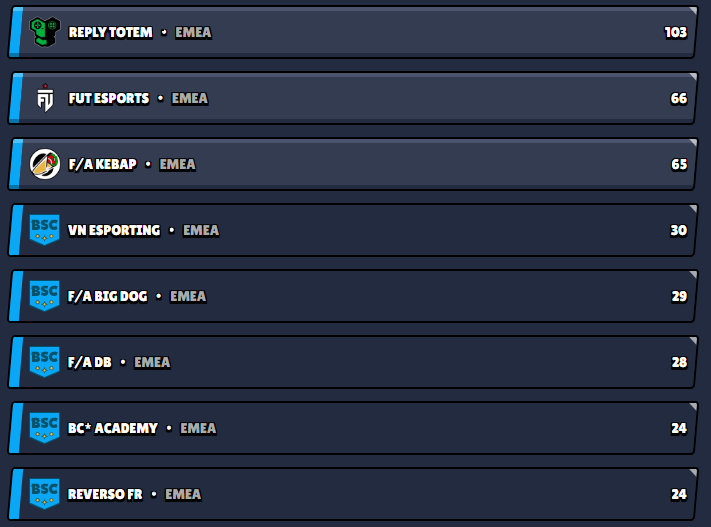 REPLY TOTEM • EMEA 103
FUT ESPORTS • EMEA 66
F/A KEBAP • EMEA 65
BSC VN ESPORTING • EMEA 30
BSC F/A BIG DOG • EMEA 29
BSC F/A DB • EMEA 28
BSC BC* ACADEMY • EMEA 24
BSC REVERSO FR • EMEA 24